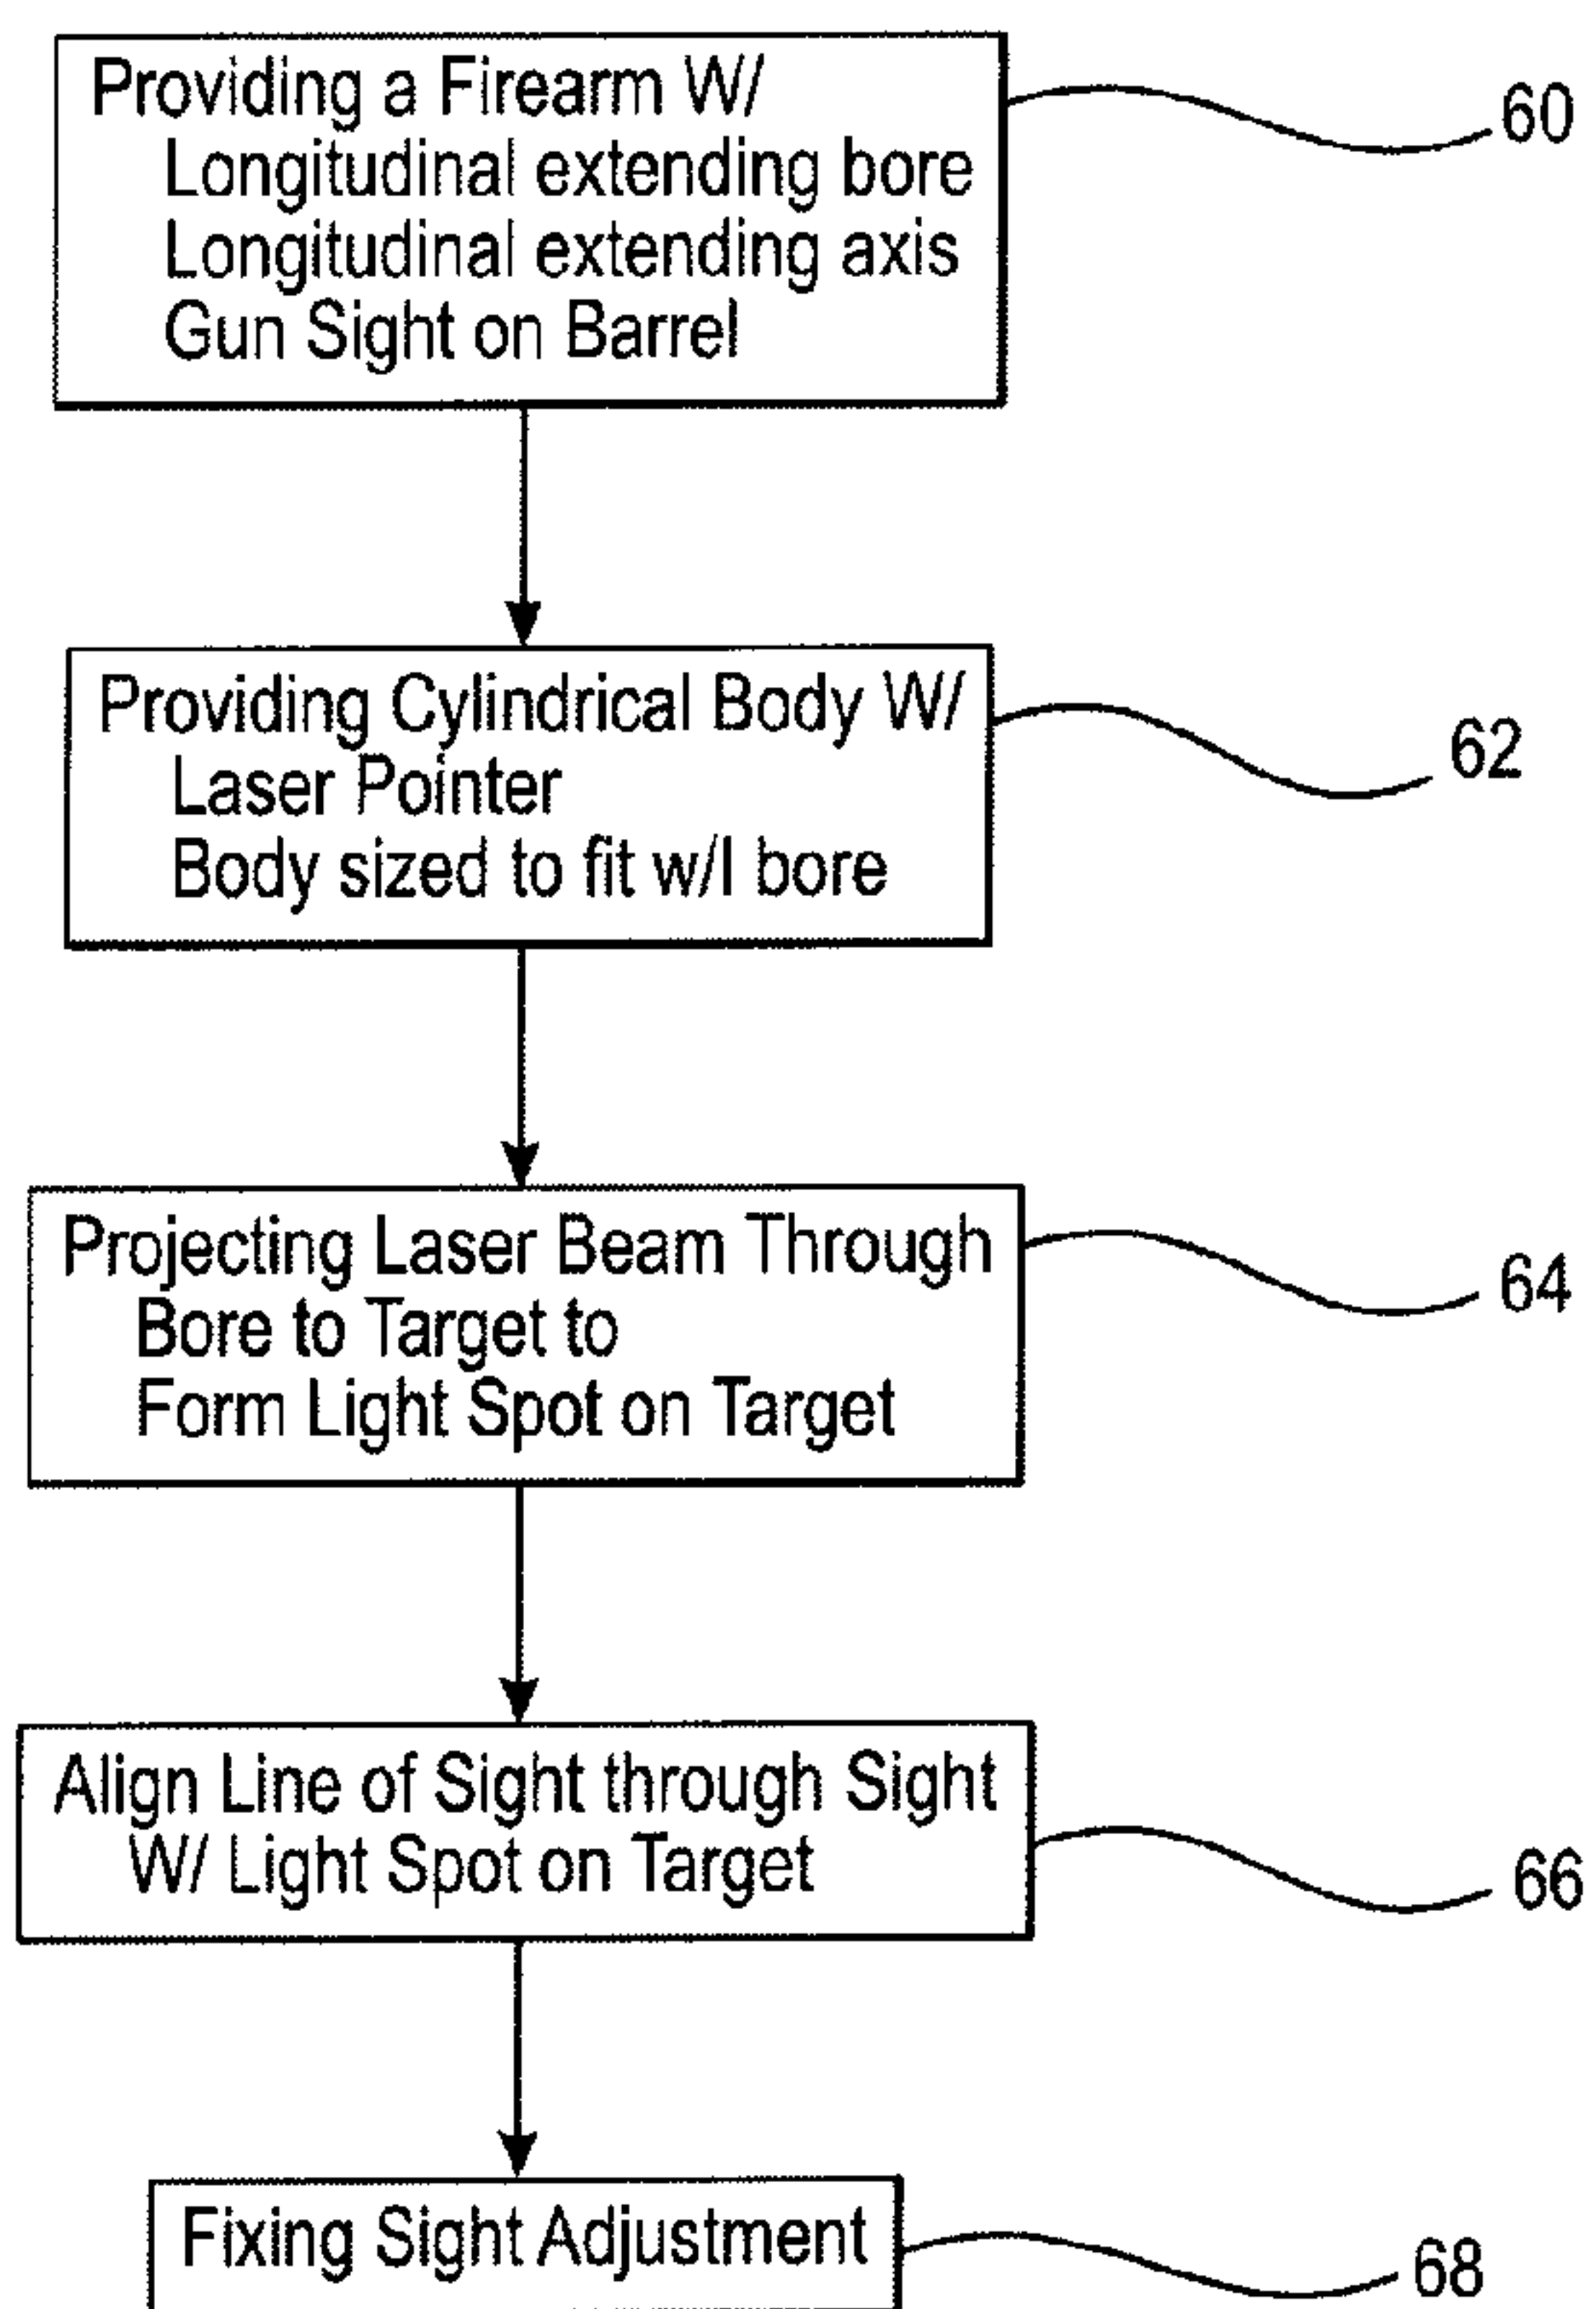 Providing a Firearm W/
Longitudinal extending bore
Longitudinal extending axis
Gun Sight on Barrel
60
Providing Cylindrical Body W/
Laser Pointer
Body sized to fit w/I bore
62
Projecting Laser Beam Through
Bore to Target to
Form Light Spot on Target
64
Align Line of Sight through Sight
W/ Light Spot on Target
66
Fixing Sight Adjustment
68